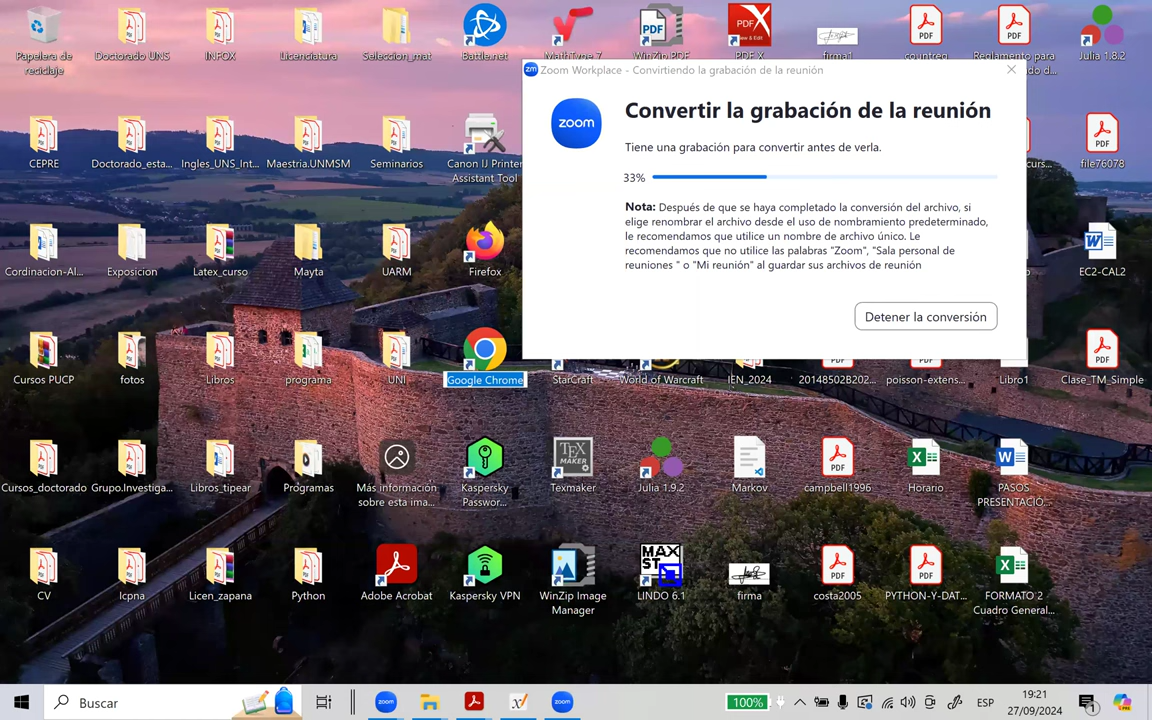 Papelera de
reciclaje
Doctorado UNS
INFOX
Licenciatura
Seleccion_mat
Battle.net
MathType 7
WinZip PDF
PDF X
firma1
countreg
Reglamento para
do d...
Julia 1.8.2
Zoom Workplace - Convirtiendo la grabación de la reunión
zoom
Convertir la grabación de la reunión
Tiene una grabación para convertir antes de verla.
33%
Nota: Después de que se haya completado la conversión del archivo, si
elige renombrar el archivo desde el uso de nombramiento predeterminado,
le recomendamos que utilice un nombre de archivo único. Le
recomendamos que no utilice las palabras "Zoom", "Sala personal de
reuniones " o "Mi reunión" al guardar sus archivos de reunión
Detener la conversión
CEPRE
Doctorado_esta...
Ingles_UNS_Int...
Maestria.UNMSM
Seminarios
Canon IJ Printer
Assistant Tool
curs...
file76078
Cordinacion-Al...
Exposicion
Latex_curso
Mayta
UARM
Firefox
EC2-CAL2
Cursos PUCP
fotos
Libros
programa
UNI
Google Chrome
StarCraft
World of Warcraft
IEN_2024
20148502B202...
poisson-extens...
Libro1
Clase_TM_Simple
Cursos_doctorado
Grupo.Investiga...
Libros_tipear
Programas
Más información
sobre esta ima...
Kaspersky
Passwor...
Texmaker
Julia 1.9.2
Markov
campbell1996
Horario
PASOS
PRESENTACIÓ...
CV
Icpna
Licen_zapana
Python
Adobe Acrobat
Kaspersky VPN
WinZip Image
Manager
LINDO 6.1
firma
costa2005
PYTHON-Y-DAT...
FORMATO 2
Cuadro General...
Buscar
100%
ESP
19:21
27/09/2024